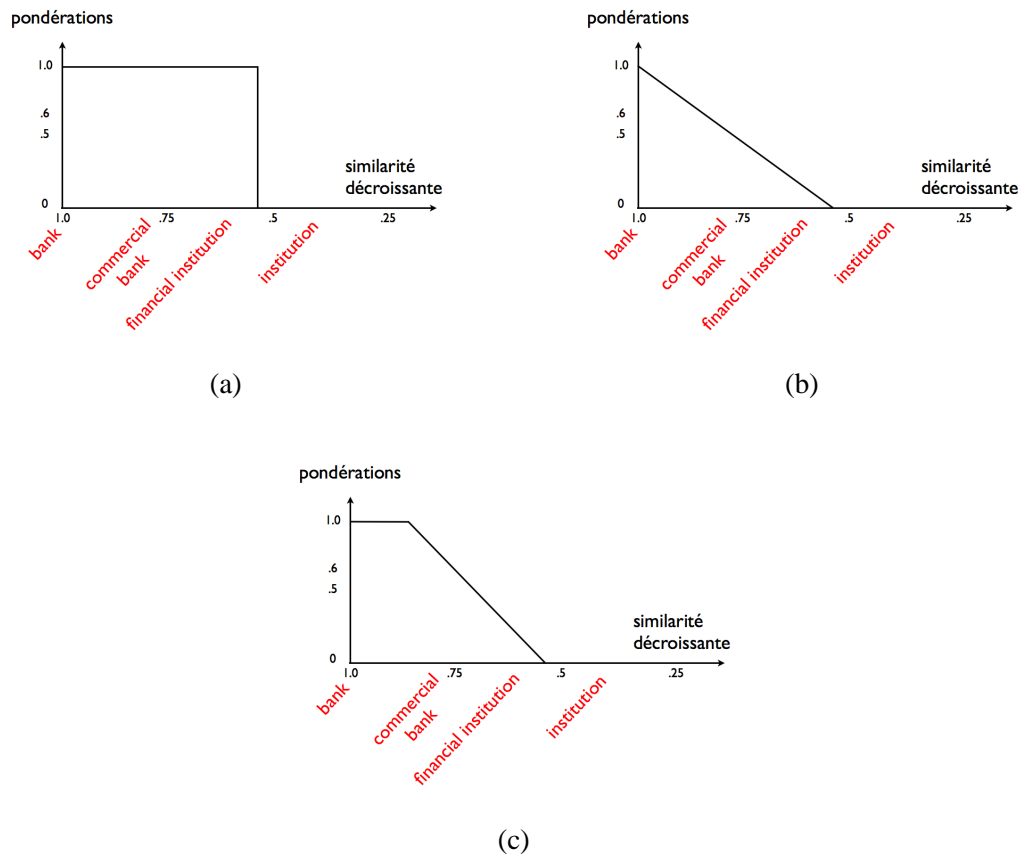 pondérations
1.0
.6
.5
0
similarité
décroissante
1.0
.75
.5
.25
bank
commercial
bank
financial institution
institution
(a)
pondérations
1.0
.6
.5
0
similarité
décroissante
1.0
.75
.5
.25
bank
commercial
bank
financial institution
institution
(b)
pondérations
1.0
.6
.5
0
similarité
décroissante
1.0
.75
.5
.25
bank
commercial
bank
financial institution
institution
(c)